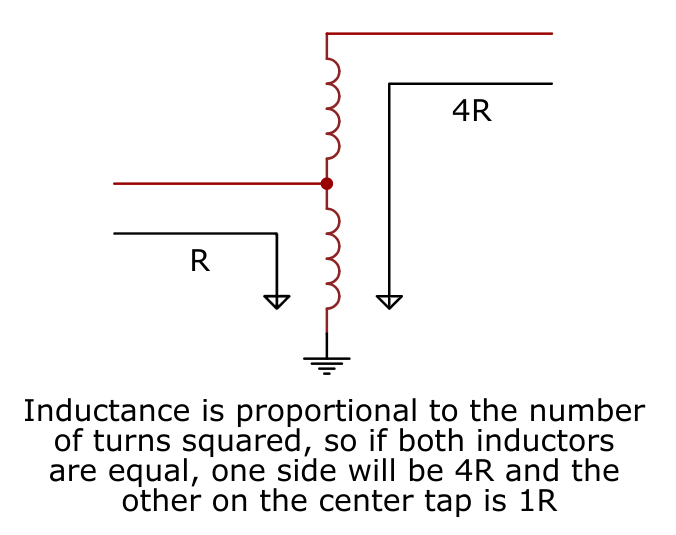 4R
R
Inductance is proportional to the number
of turns squared, so if both inductors
are equal, one side will be 4R and the
other on the center tap is 1R